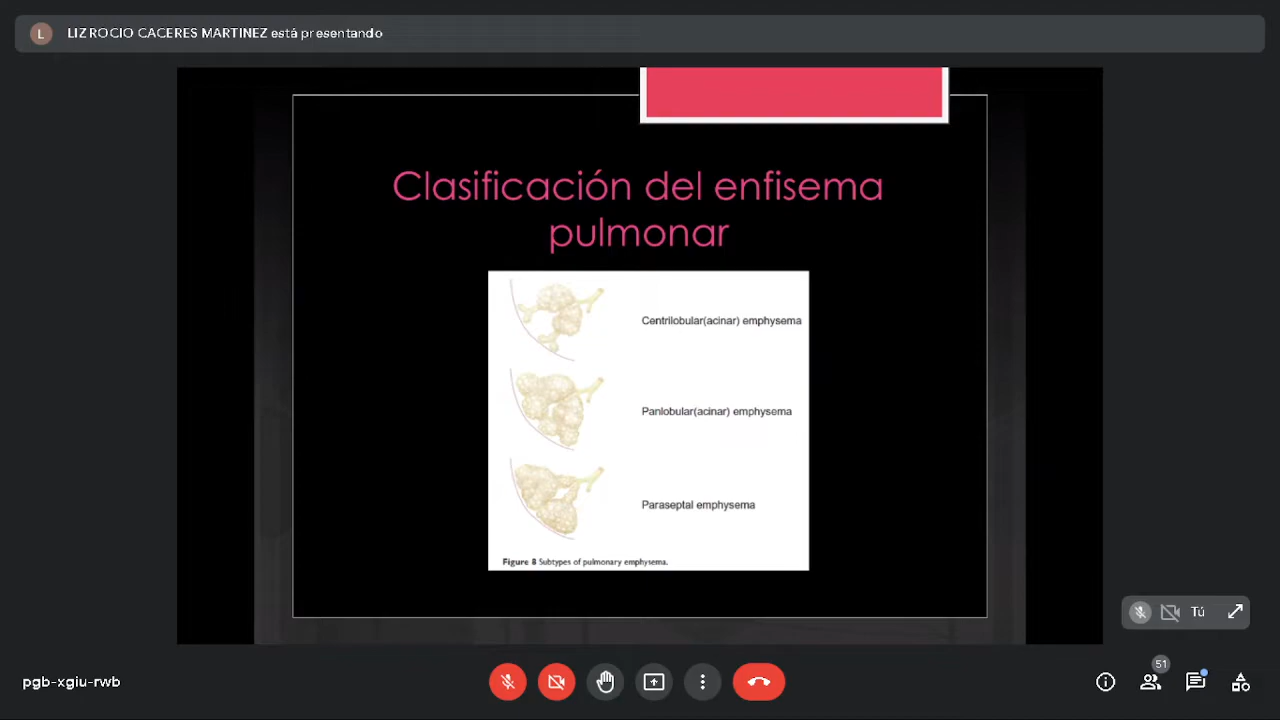 L
LIZ ROCIO CACERES MARTINEZ está presentando
Clasificación del enfisema
pulmonar
Centrilobular(acinar) emphysema
Panlobular(acinar) emphysema
Paraseptal emphysema
Figure 8 Subtypes of pulmonary emphysema.
Tú
pgb-xgiu-rwb
51